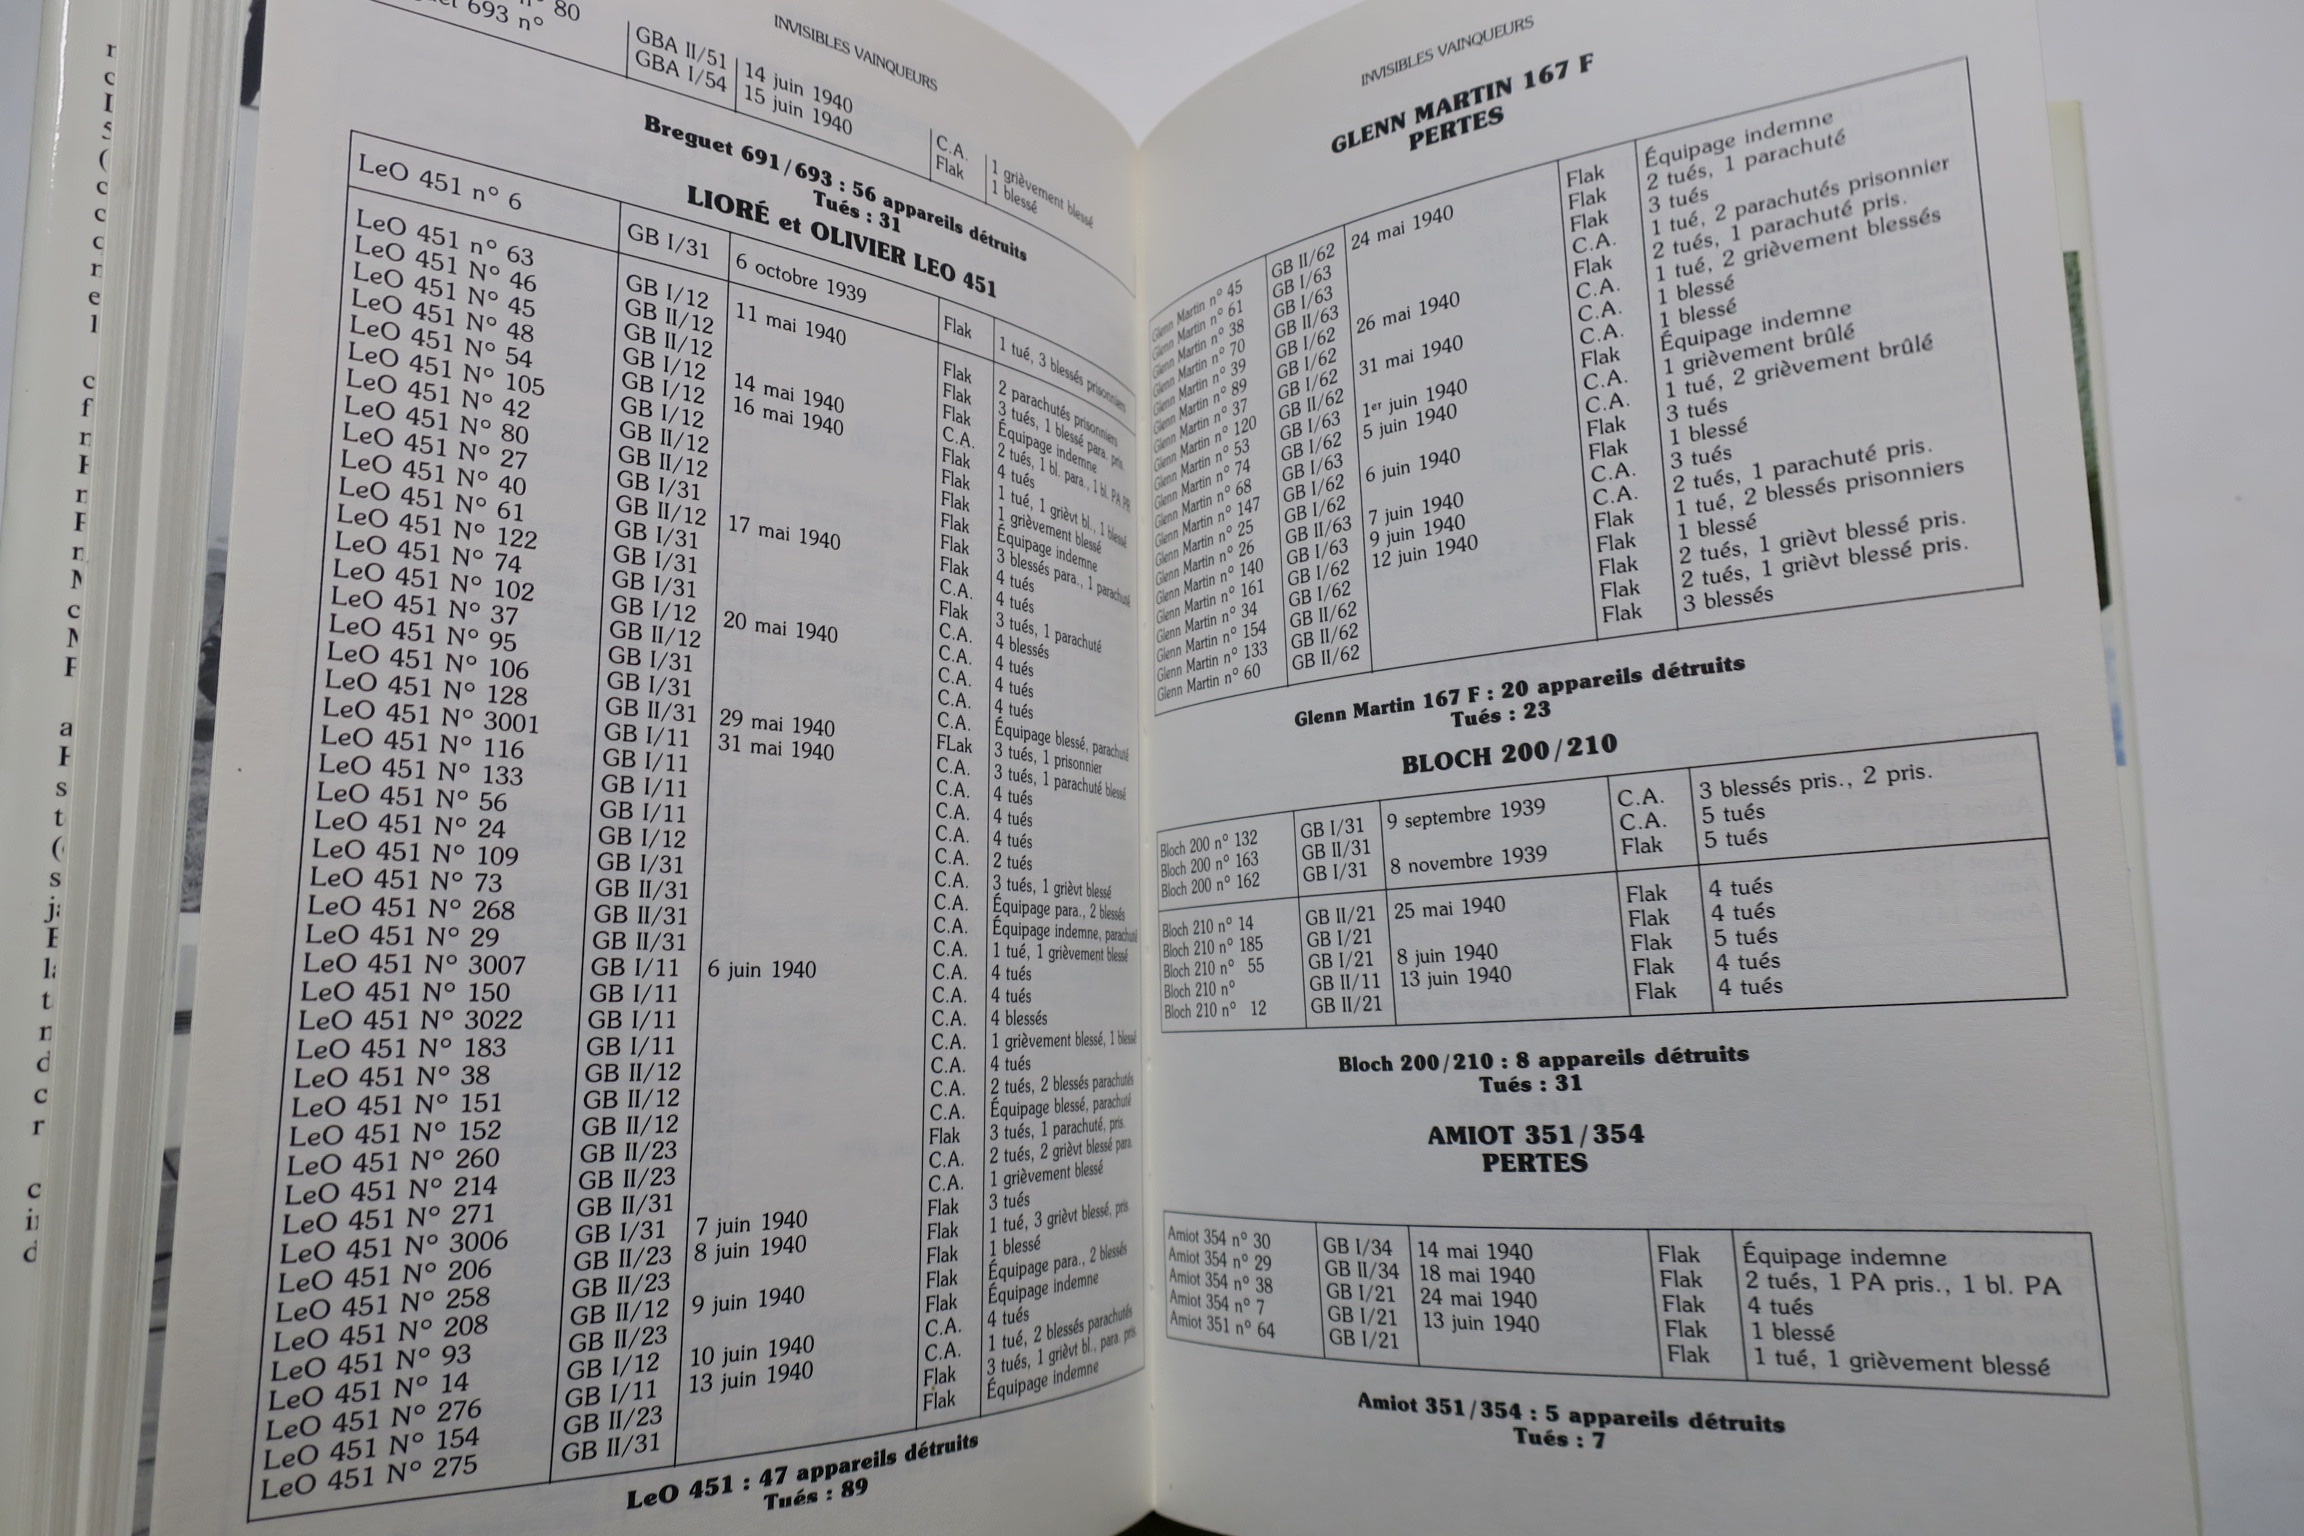 n° 80
693 n°
GBA II/51 14 juin 1940 C.A. 1 grièvement blessé
GBA I/54 15 juin 1940 Flak 1 blessé
INVISIBLES VAINQUEURS
Breguet 691/693 : 56 appareils détruits
Tués : 31
LIORÉ et OLIVIER LEO 451
LeO 451 n° 6 GB I/31 6 octobre 1939 Flak 1 tué, 3 blessés prisonniers
LeO 451 n° 63 GB I/12 11 mai 1940 Flak 2 parachutés prisonniers
LeO 451 N° 46 GB II/12 Flak 3 tués, 1 blessé para. pris.
LeO 451 N° 45 GB II/12 Flak Équipage indemne
LeO 451 N° 48 GB I/12 14 mai 1940 C.A. 2 tués, 1 bl. para., 1 bl. PA PR
LeO 451 N° 54 GB I/12 16 mai 1940 Flak 4 tués
LeO 451 N° 105 GB I/12 Flak 1 tué, 1 grièvt bl., 1 blessé
LeO 451 N° 42 GB II/12 Flak 1 grièvement blessé
LeO 451 N° 80 GB II/12 Flak Équipage indemne
LeO 451 N° 27 GB I/31 Flak 3 blessés para., 1 parachuté
LeO 451 N° 40 GB II/12 17 mai 1940 Flak 4 tués
LeO 451 N° 61 GB I/31 C.A. 4 tués
LeO 451 N° 122 GB I/31 Flak 3 tués, 1 parachuté
LeO 451 N° 74 GB I/31 C.A. 4 blessés
LeO 451 N° 102 GB I/12 20 mai 1940 C.A. 4 tués
LeO 451 N° 37 GB II/12 C.A. 4 tués
LeO 451 N° 95 GB I/31 C.A. 4 tués
LeO 451 N° 106 GB I/31 C.A. Équipage blessé, parachuté
LeO 451 N° 128 GB II/31 29 mai 1940 FLak 3 tués, 1 prisonnier
LeO 451 N° 3001 GB I/11 31 mai 1940 C.A. 3 tués, 1 parachuté blessé
LeO 451 N° 116 GB I/11 C.A. 4 tués
LeO 451 N° 133 GB I/11 C.A. 4 tués
LeO 451 N° 56 GB I/11 C.A. 4 tués
LeO 451 N° 24 GB I/12 C.A. 2 tués
LeO 451 N° 109 GB I/31 C.A. 3 tués, 1 grièvt blessé
LeO 451 N° 73 GB II/31 C.A. Équipage para., 2 blessés
LeO 451 N° 268 GB II/31 C.A. Équipage indemne, parachuté
LeO 451 N° 29 GB II/31 C.A. 1 tué, 1 grièvement blessé
LeO 451 N° 3007 GB I/11 6 juin 1940 C.A. 4 tués
LeO 451 N° 150 GB I/11 C.A. 4 tués
LeO 451 N° 3022 GB I/11 C.A. 4 blessés
LeO 451 N° 183 GB I/11 C.A. 1 grièvement blessé, 1 blessé
LeO 451 N° 38 GB II/12 C.A. 4 tués
LeO 451 N° 151 GB II/12 C.A. 2 tués, 2 blessés parachutés
LeO 451 N° 152 GB II/12 C.A. Équipage blessé, parachuté
LeO 451 N° 260 GB II/23 Flak 3 tués, 1 parachuté, pris.
LeO 451 N° 214 GB II/23 C.A. 2 tués, 2 grièvt blessé para.
LeO 451 N° 271 GB II/31 C.A. 1 grièvement blessé
LeO 451 N° 3006 GB I/31 7 juin 1940 Flak 3 tués
LeO 451 N° 206 GB II/23 8 juin 1940 Flak 1 tué, 3 grièvt blessé, pris.
LeO 451 N° 258 GB II/23 Flak 1 blessé
LeO 451 N° 208 GB II/12 9 juin 1940 Flak Équipage para., 2 blessés
LeO 451 N° 93 GB II/23 Flak Équipage indemne
LeO 451 N° 14 GB I/12 10 juin 1940 C.A. 4 tués
LeO 451 N° 276 GB I/11 13 juin 1940 C.A. 1 tué, 2 blessés parachutés
LeO 451 N° 154 GB II/23 Flak 3 tués, 1 grièvt bl., para. pris.
LeO 451 N° 275 GB II/31 Flak Équipage indemne
LeO 451 : 47 appareils détruits
Tués : 89
INVISIBLES VAINQUEURS
GLENN MARTIN 167 F
PERTES
Glenn Martin n° 45 GB II/62 24 mai 1940 Flak Équipage indemne
Glenn Martin n° 61 GB I/63 Flak 2 tués, 1 parachuté
Glenn Martin n° 38 GB I/63 Flak 3 tués
Glenn Martin n° 70 GB II/63 C.A. 1 tué, 2 parachutés prisonnier
Glenn Martin n° 39 GB I/62 26 mai 1940 Flak 2 tués, 1 parachuté pris.
Glenn Martin n° 89 GB I/62 C.A. 1 tué, 2 grièvement blessés
Glenn Martin n° 37 GB I/62 31 mai 1940 C.A. 1 blessé
Glenn Martin n° 120 GB II/62 C.A. 1 blessé
Glenn Martin n° 53 GB I/63 1er juin 1940 Flak Équipage indemne
Glenn Martin n° 74 GB I/62 5 juin 1940 C.A. 1 grièvement brûlé
Glenn Martin n° 68 GB I/63 C.A. 1 tué, 2 grièvement brûlé
Glenn Martin n° 147 GB I/62 6 juin 1940 Flak 3 tués
Glenn Martin n° 25 GB I/62 Flak 1 blessé
Glenn Martin n° 26 GB II/63 7 juin 1940 C.A. 3 tués
Glenn Martin n° 140 GB I/63 9 juin 1940 C.A. 2 tués, 1 parachuté pris.
Glenn Martin n° 161 GB I/62 12 juin 1940 Flak 1 tué, 2 blessés prisonniers
Glenn Martin n° 34 GB I/62 Flak 1 blessé
Glenn Martin n° 154 GB II/62 Flak 2 tués, 1 grièvt blessé pris.
Glenn Martin n° 133 GB II/62 Flak 2 tués, 1 grièvt blessé pris.
Glenn Martin n° 60 GB II/62 Flak 3 blessés
Glenn Martin 167 F : 20 appareils détruits
Tués : 23
BLOCH 200/210
Bloch 200 n° 132 GB I/31 9 septembre 1939 C.A. 3 blessés pris., 2 pris.
Bloch 200 n° 163 GB II/31 C.A. 5 tués
Bloch 200 n° 162 GB I/31 8 novembre 1939 Flak 5 tués
Bloch 210 n° 14 GB II/21 25 mai 1940 Flak 4 tués
Bloch 210 n° 185 GB I/21 Flak 4 tués
Bloch 210 n° 55 GB I/21 8 juin 1940 Flak 5 tués
Bloch 210 n° GB II/11 13 juin 1940 Flak 4 tués
Bloch 210 n° 12 GB II/21 Flak 4 tués
Bloch 200/210 : 8 appareils détruits
Tués : 31
AMIOT 351/354
PERTES
Amiot 354 n° 30 GB I/34 14 mai 1940 Flak Équipage indemne
Amiot 354 n° 29 GB II/34 18 mai 1940 Flak 2 tués, 1 PA pris., 1 bl. PA
Amiot 354 n° 38 GB I/21 24 mai 1940 Flak 4 tués
Amiot 354 n° 7 GB I/21 13 juin 1940 Flak 1 blessé
Amiot 351 n° 64 GB I/21 Flak 1 tué, 1 grièvement blessé
Amiot 351/354 : 5 appareils détruits
Tués : 7